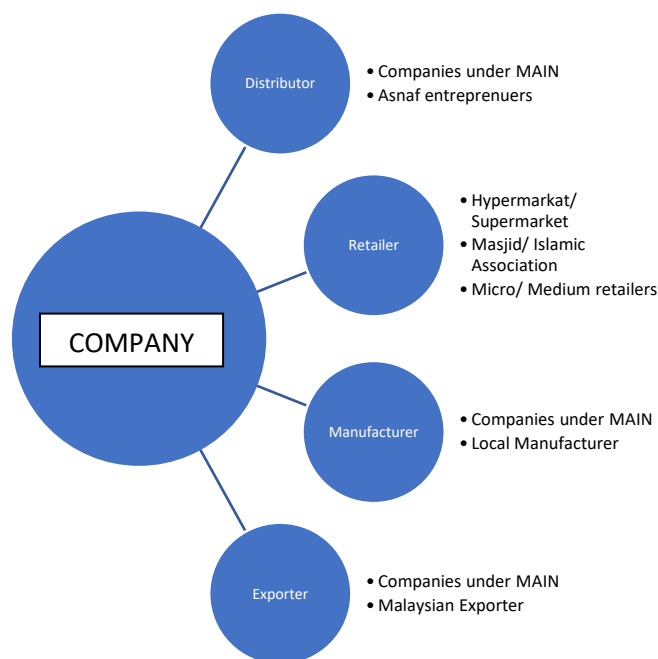 Distributor
• Companies under MAIN
• Asnaf entreprenuers
Retailer
• Hypermarkat/
Supermarket
• Masjid/ Islamic
Association
• Micro/ Medium retailers
COMPANY
Manufacturer
• Companies under MAIN
• Local Manufacturer
Exporter
• Companies under MAIN
• Malaysian Exporter